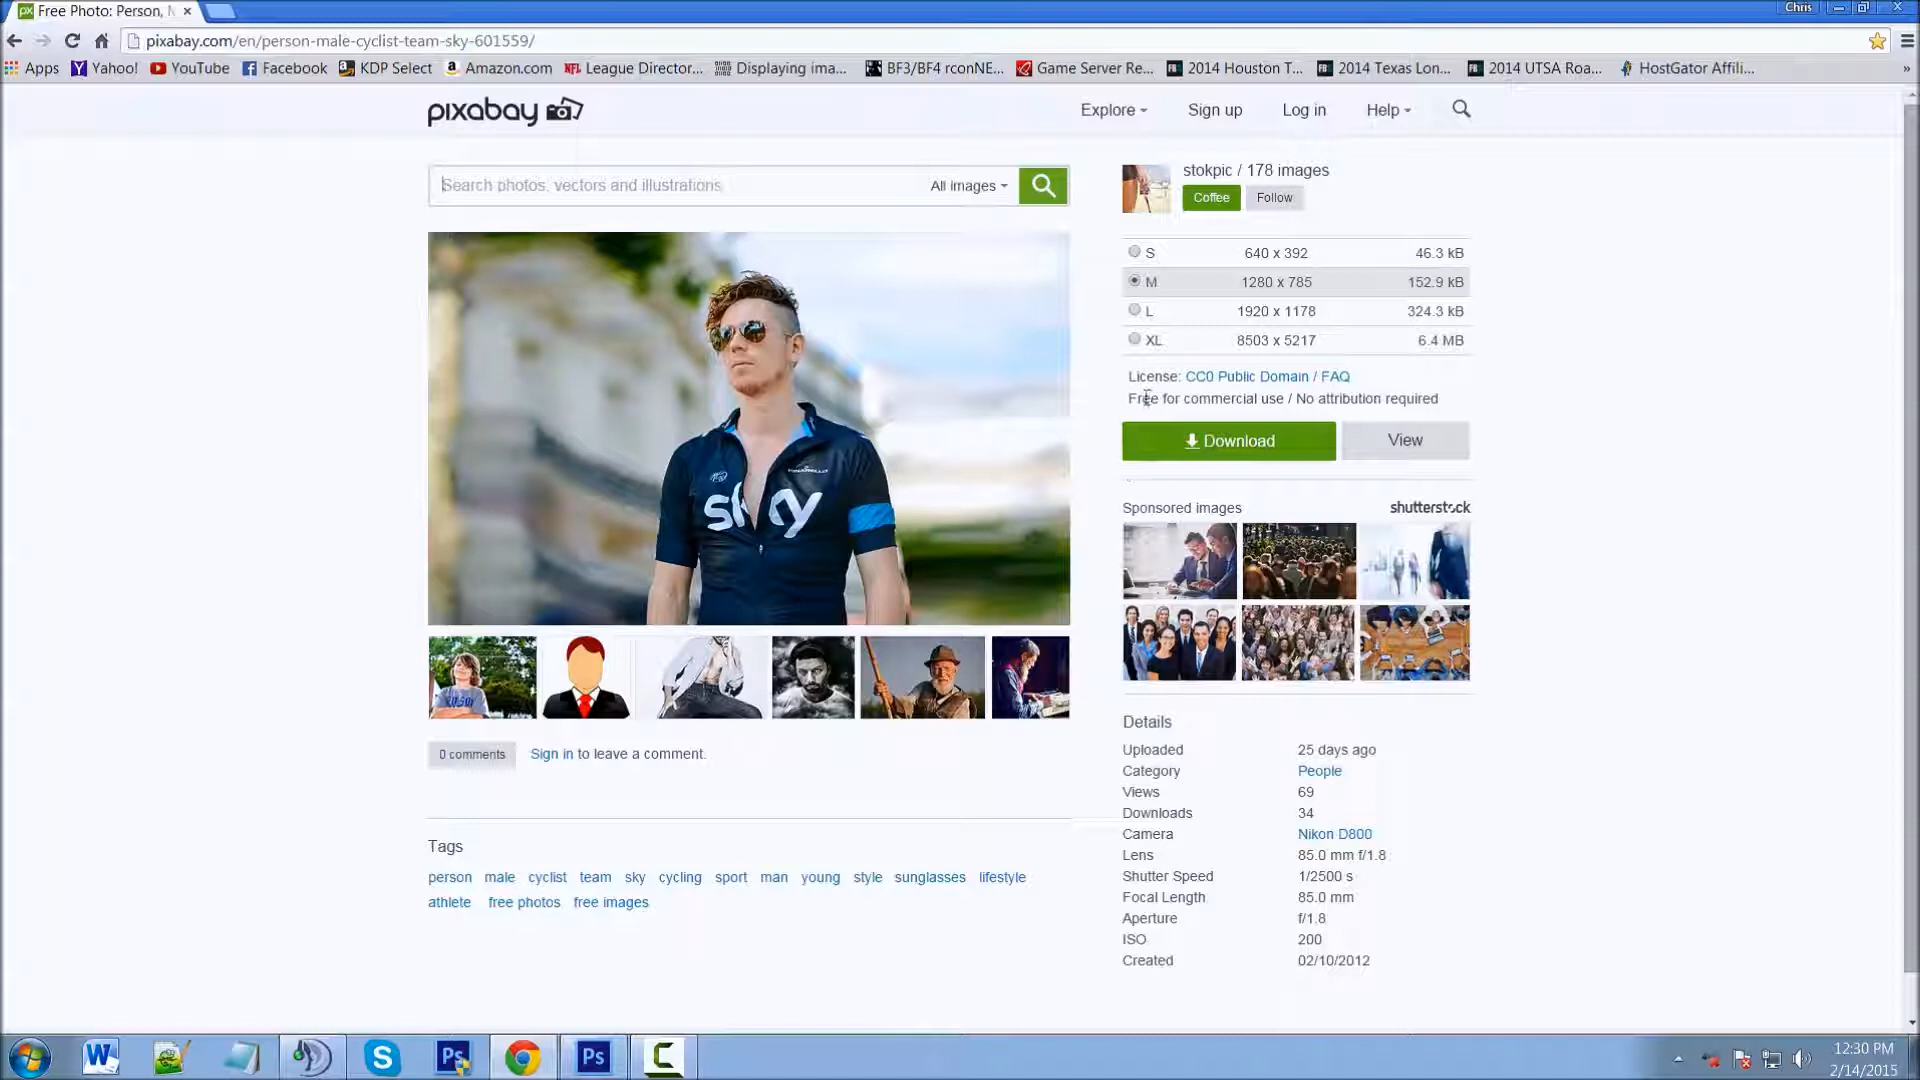 Free Photo: Person, M
Chris
pixabay.com/en/person-male-cyclist-team-sky-601559/
Apps Yahoo! YouTube Facebook KDP Select Amazon.com NFL League Director... Displying ima... BF3/BF4 rconNE... Game Server Re... 2014 Houston T... 2014 Texas Lon... 2014 UTSA Roa... HostGator Affili... »
pixabay
Explore Sign up Log in Help
Search photos, vectors and illustrations All images
stokpic / 178 images
Coffee Follow
S 640 x 392 46.3 kB
M 1280 x 785 152.9 kB
L 1920 x 1178 324.3 kB
XL 8503 x 5217 6.4 MB
License: CC0 Public Domain / FAQ
Free for commercial use / No attribution required
Download View
sky
Sponsored images shutterstock
0 comments Sign in to leave a comment.
Details
Uploaded 25 days ago
Category People
Views 69
Downloads 34
Camera Nikon D800
Lens 85.0 mm f/1.8
Shutter Speed 1/2500 s
Focal Length 85.0 mm
Aperture f/1.8
ISO 200
Created 02/10/2012
Tags
person male cyclist team sky cycling sport man young style sunglasses lifestyle
athlete free photos free images
W S Ps Ps C
12:30 PM
2/14/2015